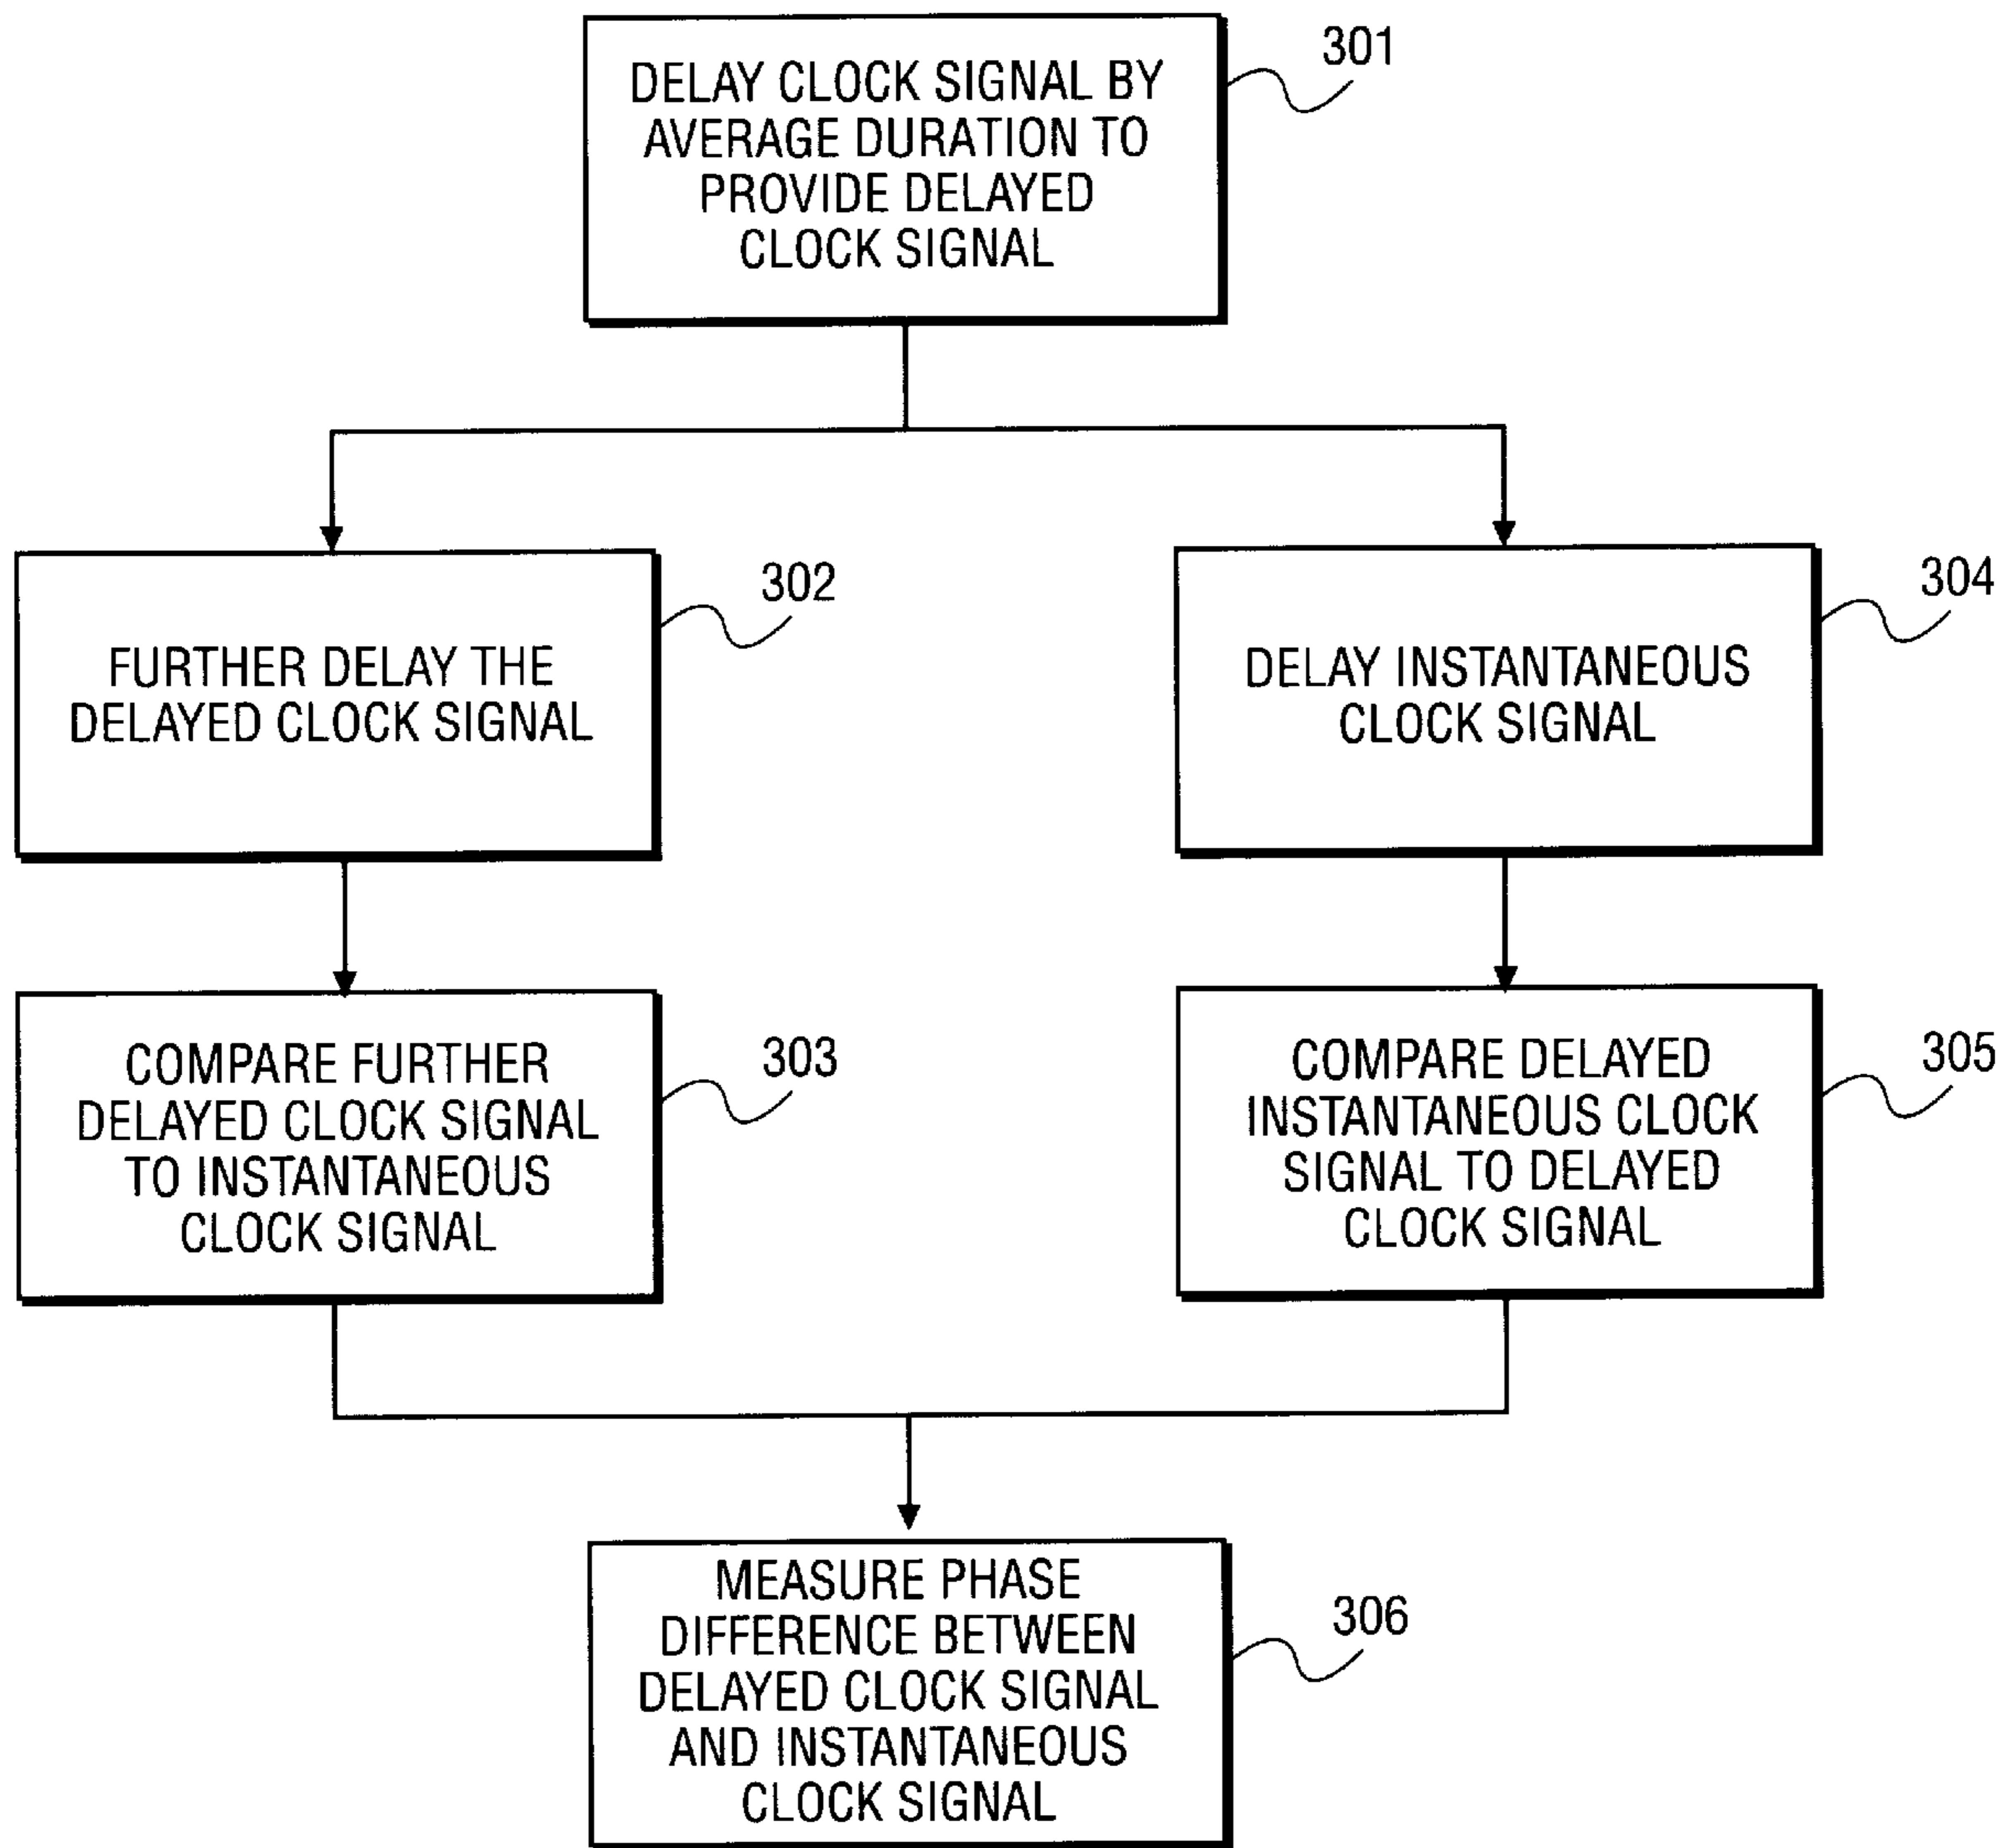 DELAY CLOCK SIGNAL BY
AVERAGE DURATION TO
PROVIDE DELAYED
CLOCK SIGNAL
301
FURTHER DELAY THE
DELAYED CLOCK SIGNAL
302
DELAY INSTANTANEOUS
CLOCK SIGNAL
304
COMPARE FURTHER
DELAYED CLOCK SIGNAL
TO INSTANTANEOUS
CLOCK SIGNAL
303
COMPARE DELAYED
INSTANTANEOUS CLOCK
SIGNAL TO DELAYED
CLOCK SIGNAL
305
MEASURE PHASE
DIFFERENCE BETWEEN
DELAYED CLOCK SIGNAL
AND INSTANTANEOUS
CLOCK SIGNAL
306